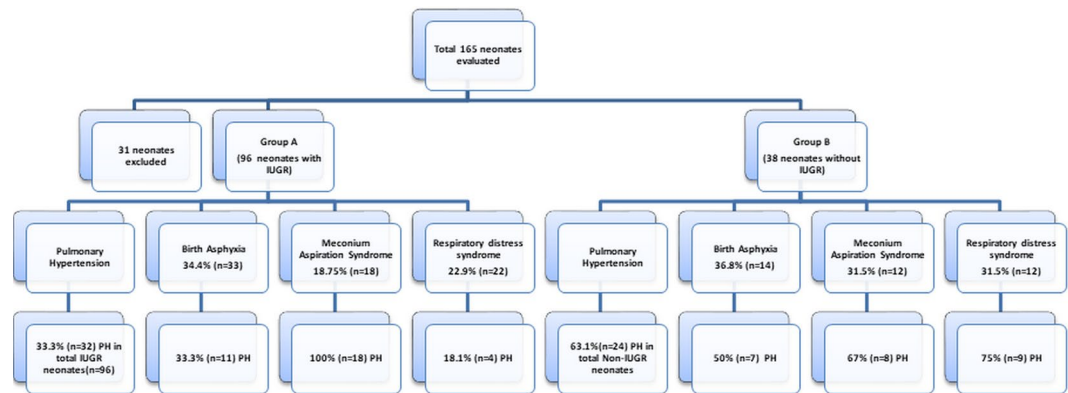 Total 165 neonates
evaluated
31 neonates
excluded
Group A
(96 neonates with
IUGR)
Group B
(38 neonates without
IUGR)
Pulmonary
Hypertension
Birth Asphyxia
34.4% (n=33)
Meconium
Aspiration Syndrome
18.75% (n=18)
Respiratory distress
syndrome
22.9% (n=22)
Pulmonary
Hypertension
Birth Asphyxia
36.8% (n=14)
Meconium
Aspiration Syndrome
31.5% (n=12)
Respiratory distress
syndrome
31.5% (n=12)
33.3% (n=32) PH in
total IUGR
neonates(n=96)
33.3% (n=11) PH
100% (n=18) PH
18.1% (n=4) PH
63.1%(n=24) PH in
total Non-IUGR
neonates
50% (n=7) PH
67% (n=8) PH
75% (n=9) PH